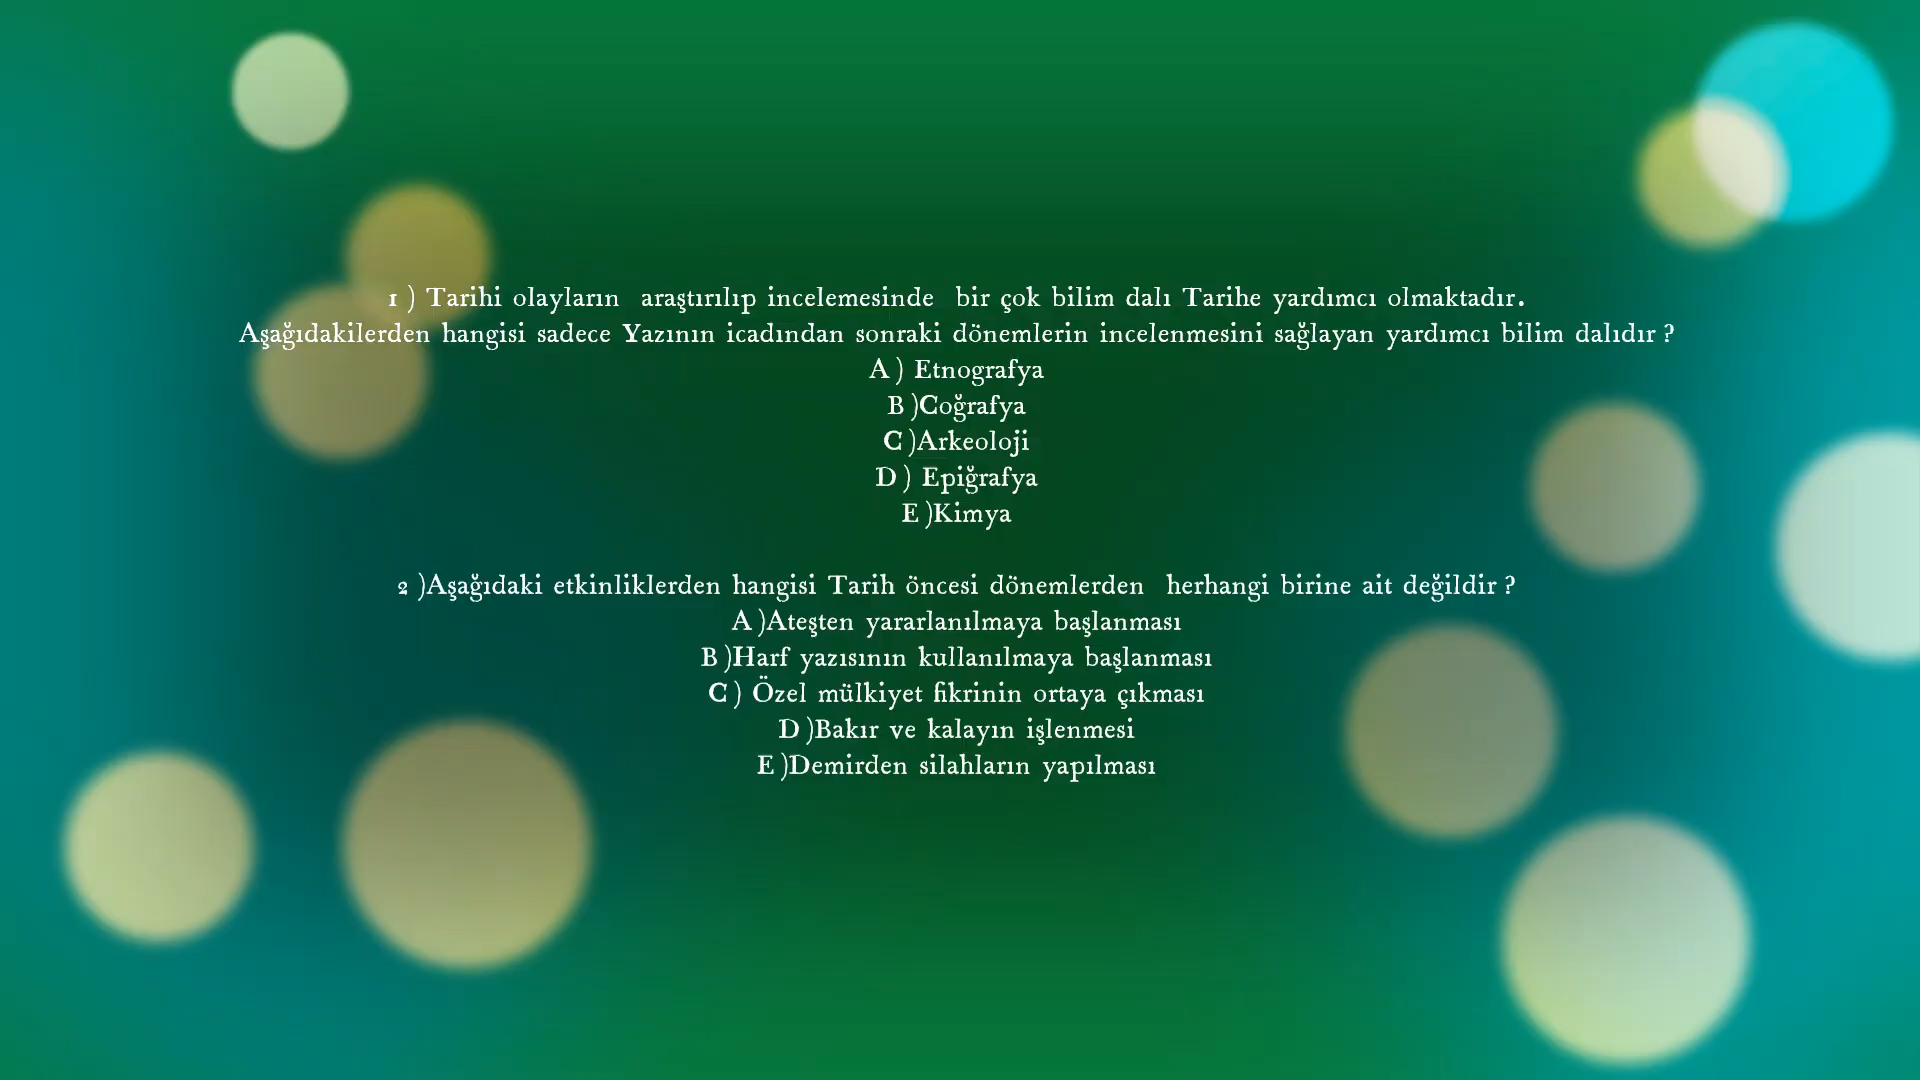 1 ) Tarihi olayların araştırılıp incelemesinde bir çok bilim dalı Tarihe yardımcı olmaktadır.
Aşağıdakilerden hangisi sadece Yazının icadından sonraki dönemlerin incelenmesini sağlayan yardımcı bilim dalıdır ?
A ) Etnografya
B )Coğrafya
C )Arkeoloji
D ) Epiğrafya
E )Kimya
2 )Aşağıdaki etkinliklerden hangisi Tarih öncesi dönemlerden herhangi birine ait değildir ?
A )Ateşten yararlanılmaya başlanması
B )Harf yazısının kullanılmaya başlanması
C ) Özel mülkiyet fikrinin ortaya çıkması
D )Bakır ve kalayın işlenmesi
E )Demirden silahların yapılması